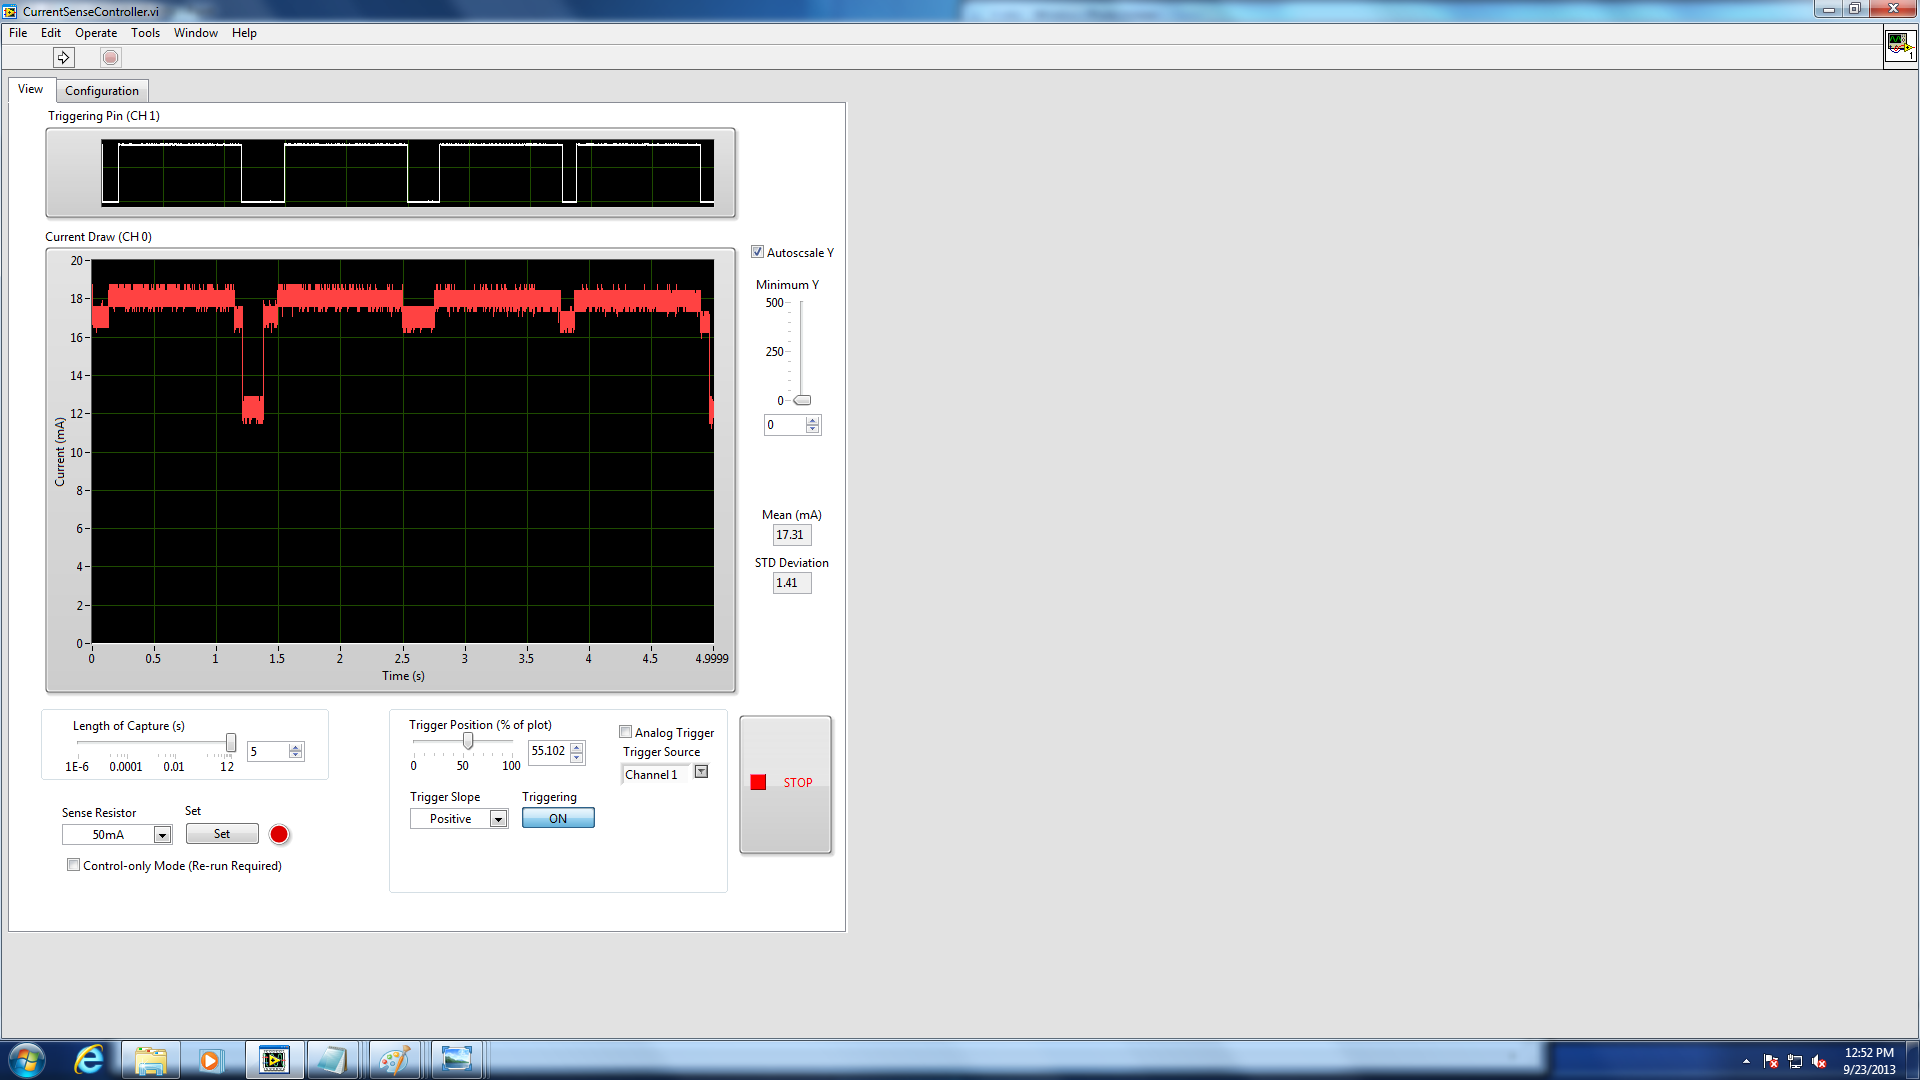 CurrentSenseController.vi
File Edit Operate Tools Window Help
1
View Configuration
Triggering Pin (CH 1)
Current Draw (CH 0)
20
18
16
14
12
10
8
6
4
2
0
Current (mA)
0 0.5 1 1.5 2 2.5 3 3.5 4 4.5 4.9999
Time (s)
Autoscsale Y
Minimum Y
500
250
0
0
Mean (mA)
17.31
STD Deviation
1.41
Length of Capture (s)
5
1E-6 0.0001 0.01 12
Sense Resistor
50mA
Set
Set
Control-only Mode (Re-run Required)
Trigger Position (% of plot)
55.102
0 50 100
Analog Trigger
Trigger Source
Channel 1
Trigger Slope
Positive
Triggering
ON
STOP
12:52 PM
9/23/2013